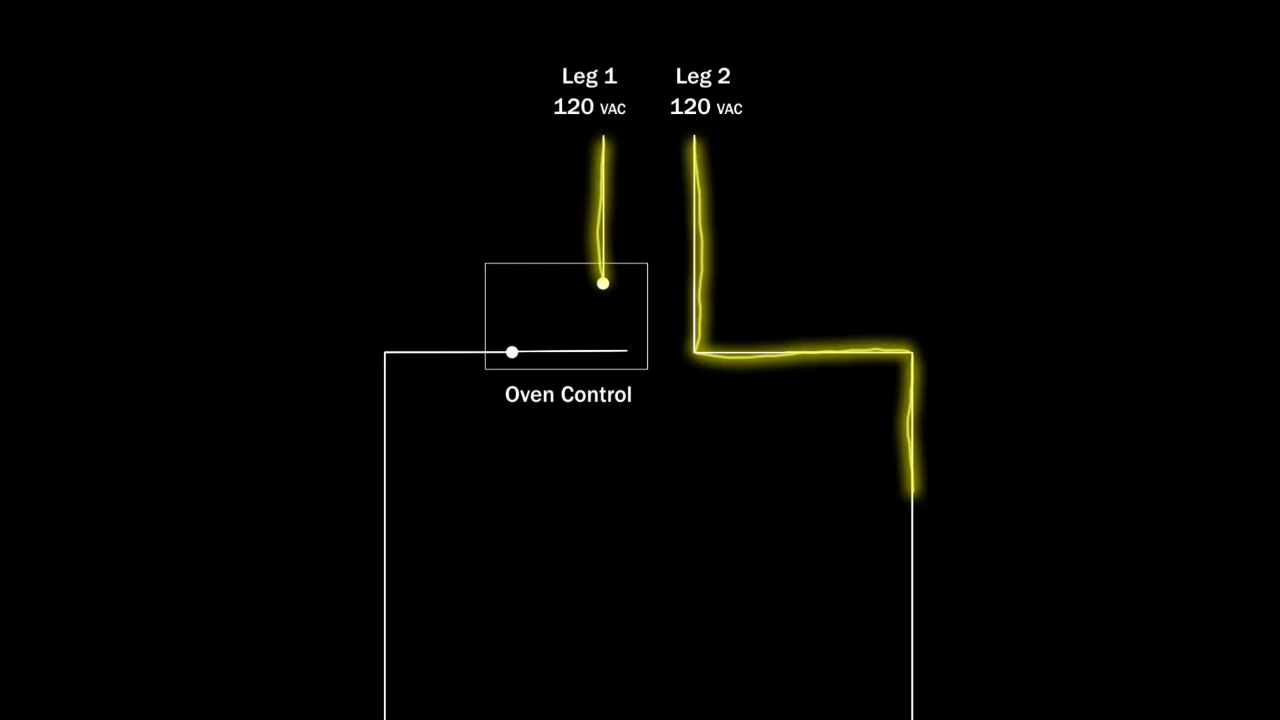 Leg 1
120 VAC
Leg 2
120 VAC
Oven Control